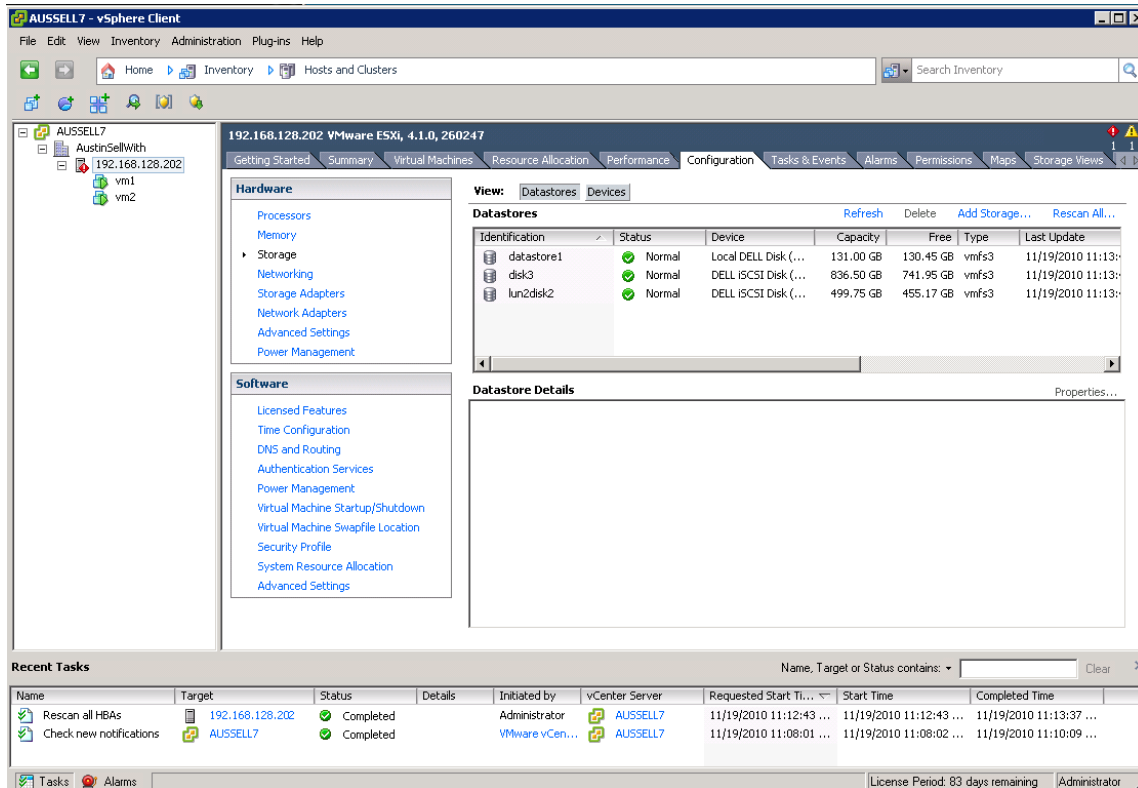 AUSSELL7 - vSphere Client
File Edit View Inventory Administration Plug-ins Help
Home Inventory Hosts and Clusters Search Inventory
AUSSELL7
AustinSellWith
192.168.128.202
vm1
vm2
192.168.128.202 VMware ESXi, 4.1.0, 260247
1 1
Getting Started Summary Virtual Machines Resource Allocation Performance Configuration Tasks & Events Alarms Permissions Maps Storage Views
Hardware
Processors
Memory
Storage
Networking
Storage Adapters
Network Adapters
Advanced Settings
Power Management
Software
Licensed Features
Time Configuration
DNS and Routing
Authentication Services
Power Management
Virtual Machine Startup/Shutdown
Virtual Machine Swapfile Location
Security Profile
System Resource Allocation
Advanced Settings
View: Datastores Devices
Datastores Refresh Delete Add Storage... Rescan All...
Identification Status Device Capacity Free Type Last Update
datastore1 Normal Local DELL Disk (... 131.00 GB 130.45 GB vmfs3 11/19/2010 11:13:
disk3 Normal DELL iSCSI Disk (... 836.50 GB 741.95 GB vmfs3 11/19/2010 11:13:
lun2disk2 Normal DELL iSCSI Disk (... 499.75 GB 455.17 GB vmfs3 11/19/2010 11:13:
Datastore Details Properties...
Recent Tasks Name, Target or Status contains: Clear
Name Target Status Details Initiated by vCenter Server Requested Start Ti... Start Time Completed Time
Rescan all HBAs 192.168.128.202 Completed Administrator AUSSELL7 11/19/2010 11:12:43 ... 11/19/2010 11:12:43 ... 11/19/2010 11:13:37 ...
Check new notifications AUSSELL7 Completed VMware vCen... AUSSELL7 11/19/2010 11:08:01 ... 11/19/2010 11:08:02 ... 11/19/2010 11:10:09 ...
Tasks Alarms License Period: 83 days remaining Administrator